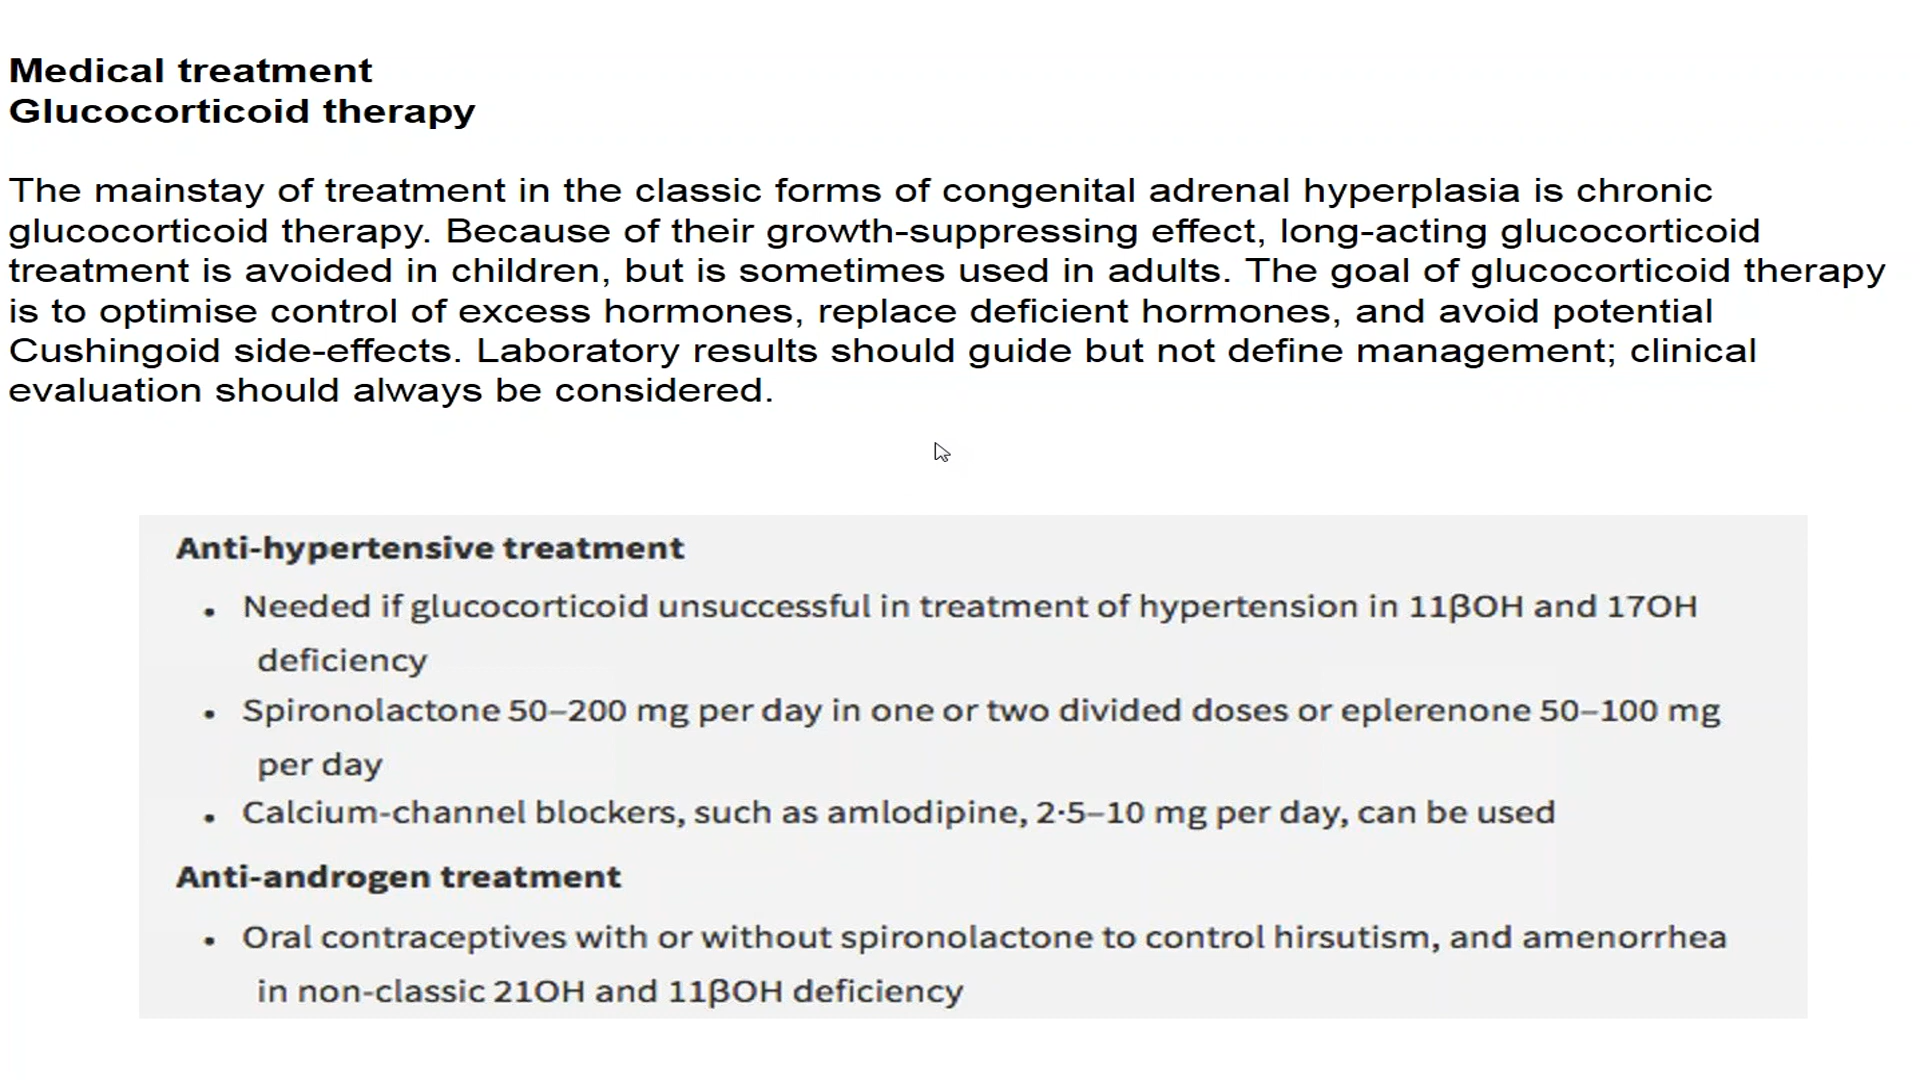 Medical treatment
Glucocorticoid therapy
The mainstay of treatment in the classic forms of congenital adrenal hyperplasia is chronic
glucocorticoid therapy. Because of their growth-suppressing effect, long-acting glucocorticoid
treatment is avoided in children, but is sometimes used in adults. The goal of glucocorticoid therapy
is to optimise control of excess hormones, replace deficient hormones, and avoid potential
Cushingoid side-effects. Laboratory results should guide but not define management; clinical
evaluation should always be considered.
Anti-hypertensive treatment
• Needed if glucocorticoid unsuccessful in treatment of hypertension in 11βOH and 17OH
deficiency
• Spironolactone 50–200 mg per day in one or two divided doses or eplerenone 50–100 mg
per day
• Calcium-channel blockers, such as amlodipine, 2·5–10 mg per day, can be used
Anti-androgen treatment
• Oral contraceptives with or without spironolactone to control hirsutism, and amenorrhea
in non-classic 21OH and 11βOH deficiency